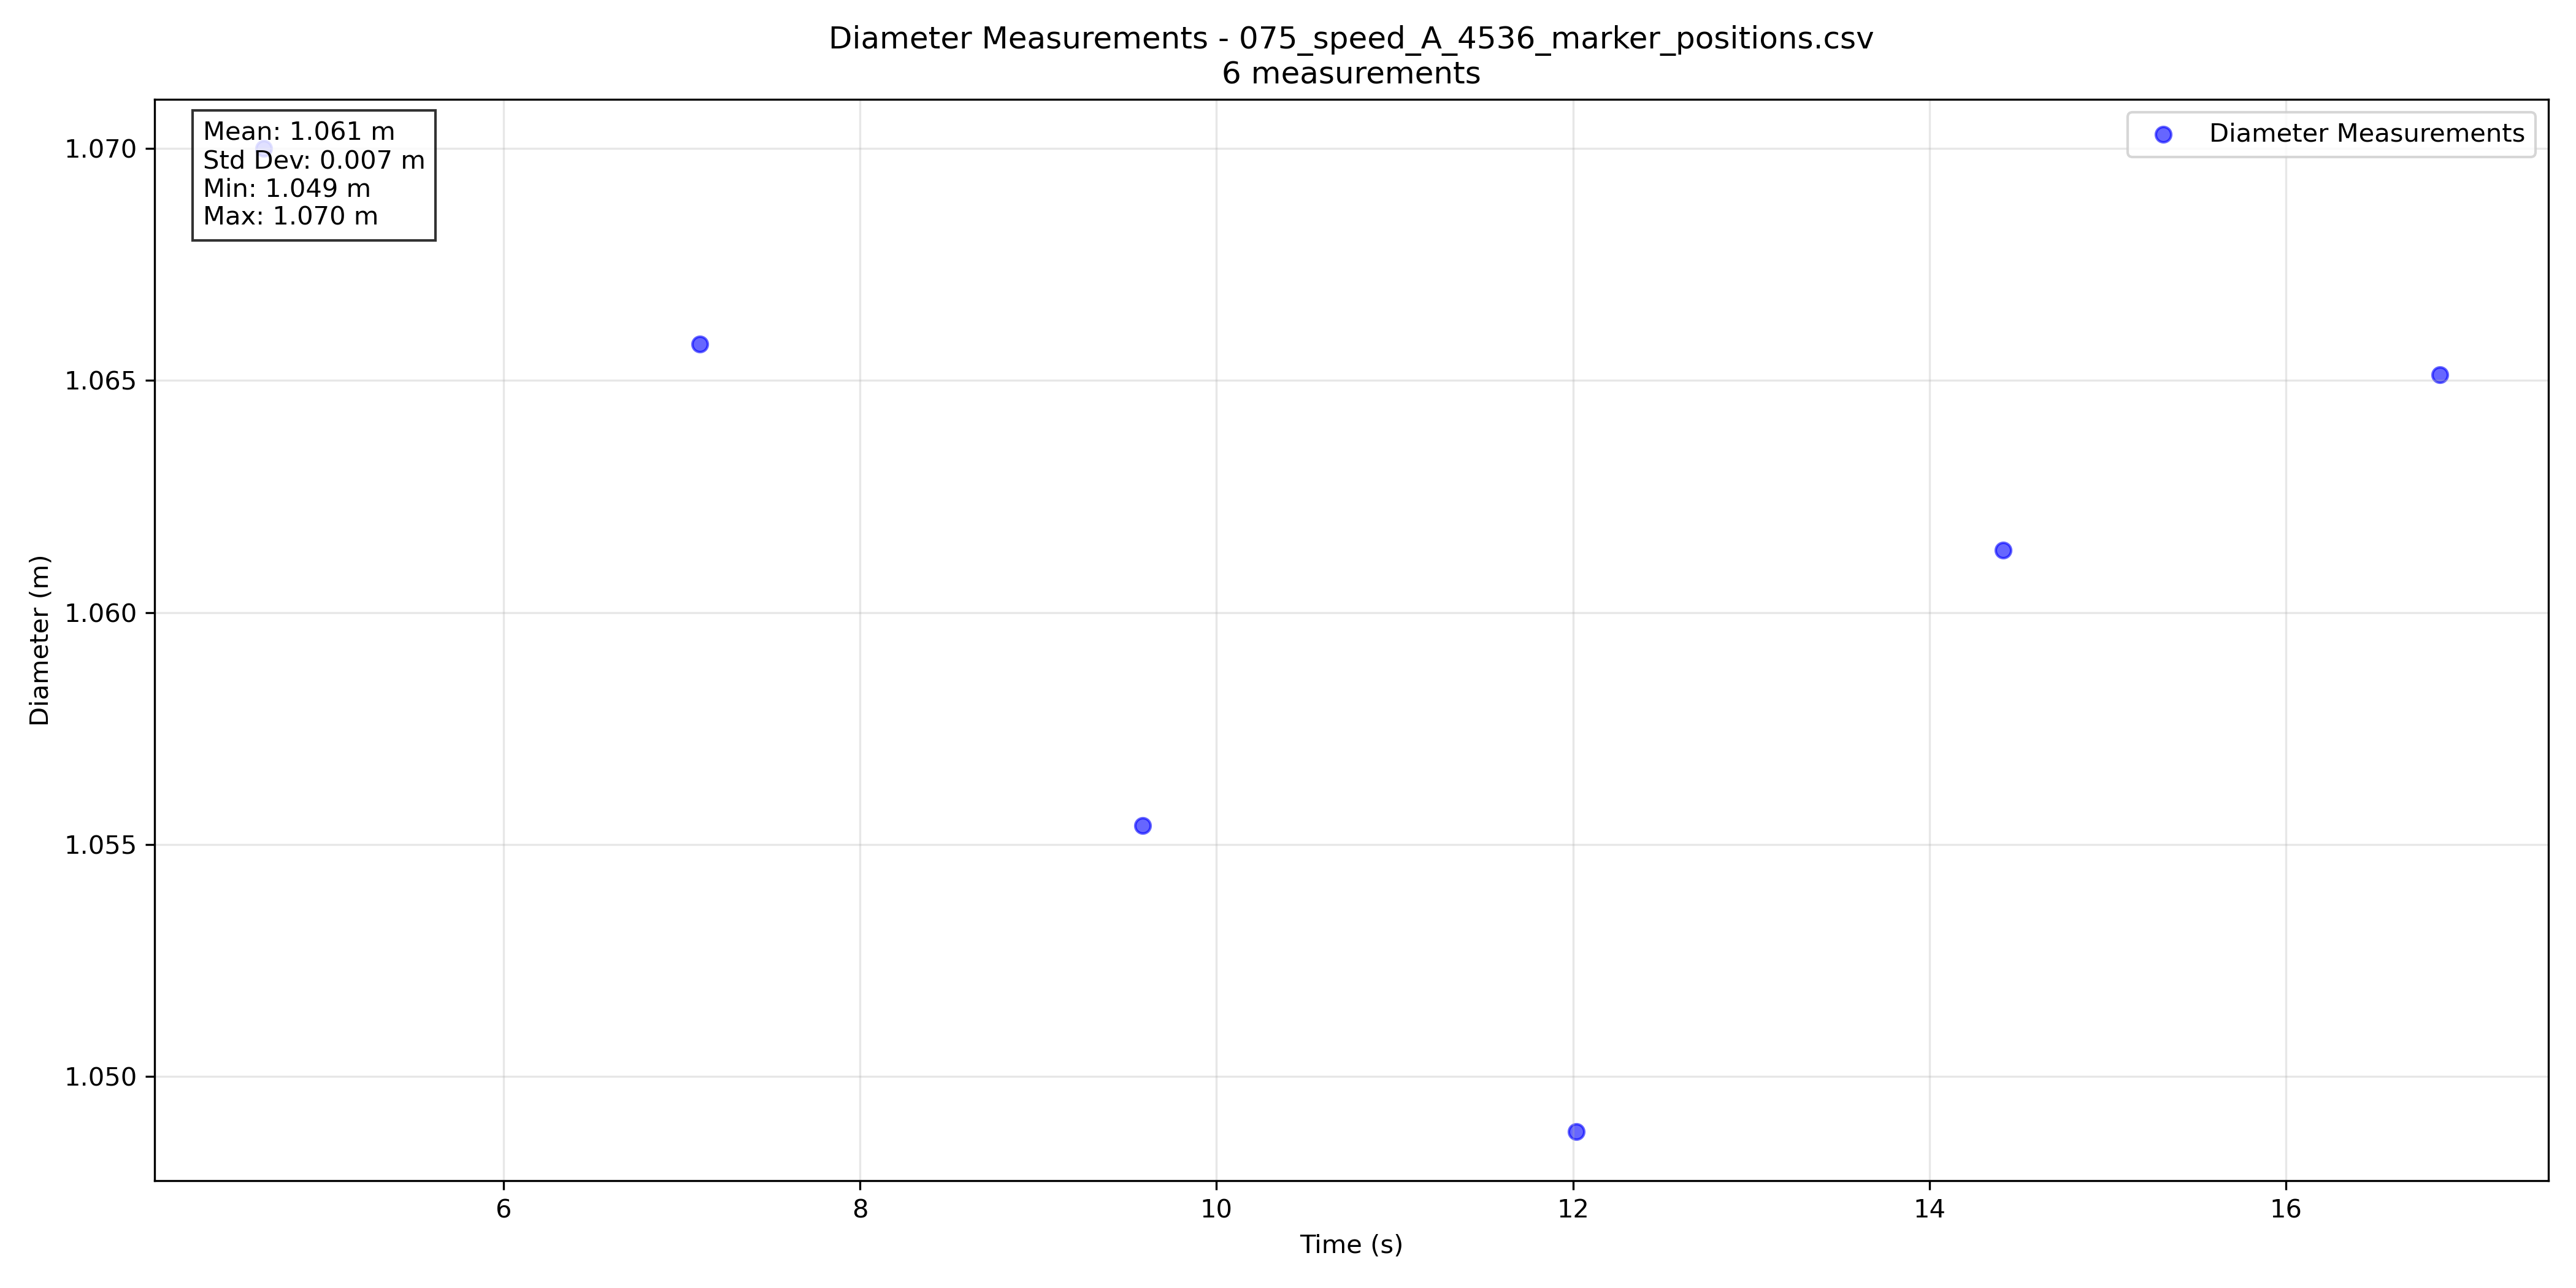 Diameter Measurements - 075_speed_A_4536_marker_positions.csv
6 measurements
Mean: 1.061 m
Std Dev: 0.007 m
Min: 1.049 m
Max: 1.070 m
Diameter Measurements
1.070
1.065
1.060
1.055
1.050
Diameter (m)
6 8 10 12 14 16
Time (s)